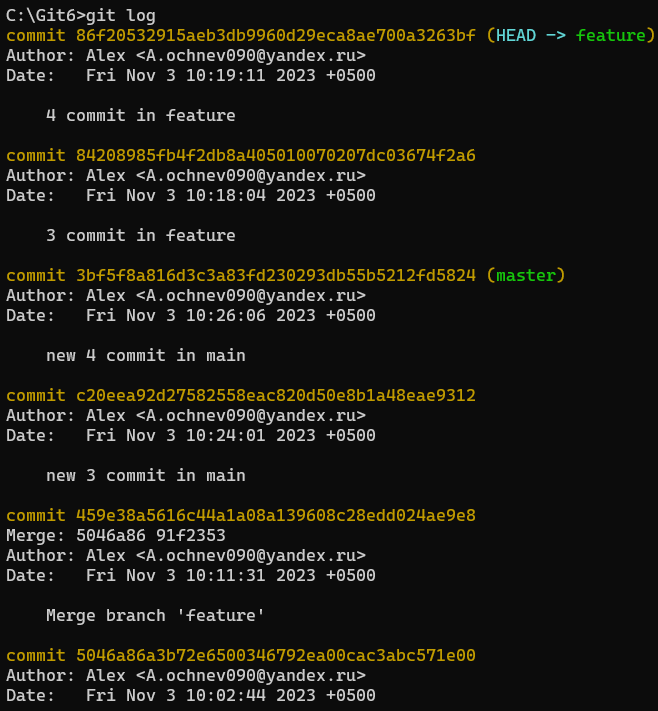 C:\Git6>git log
commit 86f20532915aeb3db9960d29eca8ae700a3263bf (HEAD -> feature)
Author: Alex <A.ochnev090@yandex.ru>
Date:   Fri Nov 3 10:19:11 2023 +0500
    4 commit in feature
commit 84208985fb4f2db8a405010070207dc03674f2a6
Author: Alex <A.ochnev090@yandex.ru>
Date:   Fri Nov 3 10:18:04 2023 +0500
    3 commit in feature
commit 3bf5f8a816d3c3a83fd230293db55b5212fd5824 (master)
Author: Alex <A.ochnev090@yandex.ru>
Date:   Fri Nov 3 10:26:06 2023 +0500
    new 4 commit in main
commit c20eea92d27582558eac820d50e8b1a48eae9312
Author: Alex <A.ochnev090@yandex.ru>
Date:   Fri Nov 3 10:24:01 2023 +0500
    new 3 commit in main
commit 459e38a5616c44a1a08a139608c28edd024ae9e8
Merge: 5046a86 91f2353
Author: Alex <A.ochnev090@yandex.ru>
Date:   Fri Nov 3 10:11:31 2023 +0500
    Merge branch 'feature'
commit 5046a86a3b72e6500346792ea00cac3abc571e00
Author: Alex <A.ochnev090@yandex.ru>
Date:   Fri Nov 3 10:02:44 2023 +0500